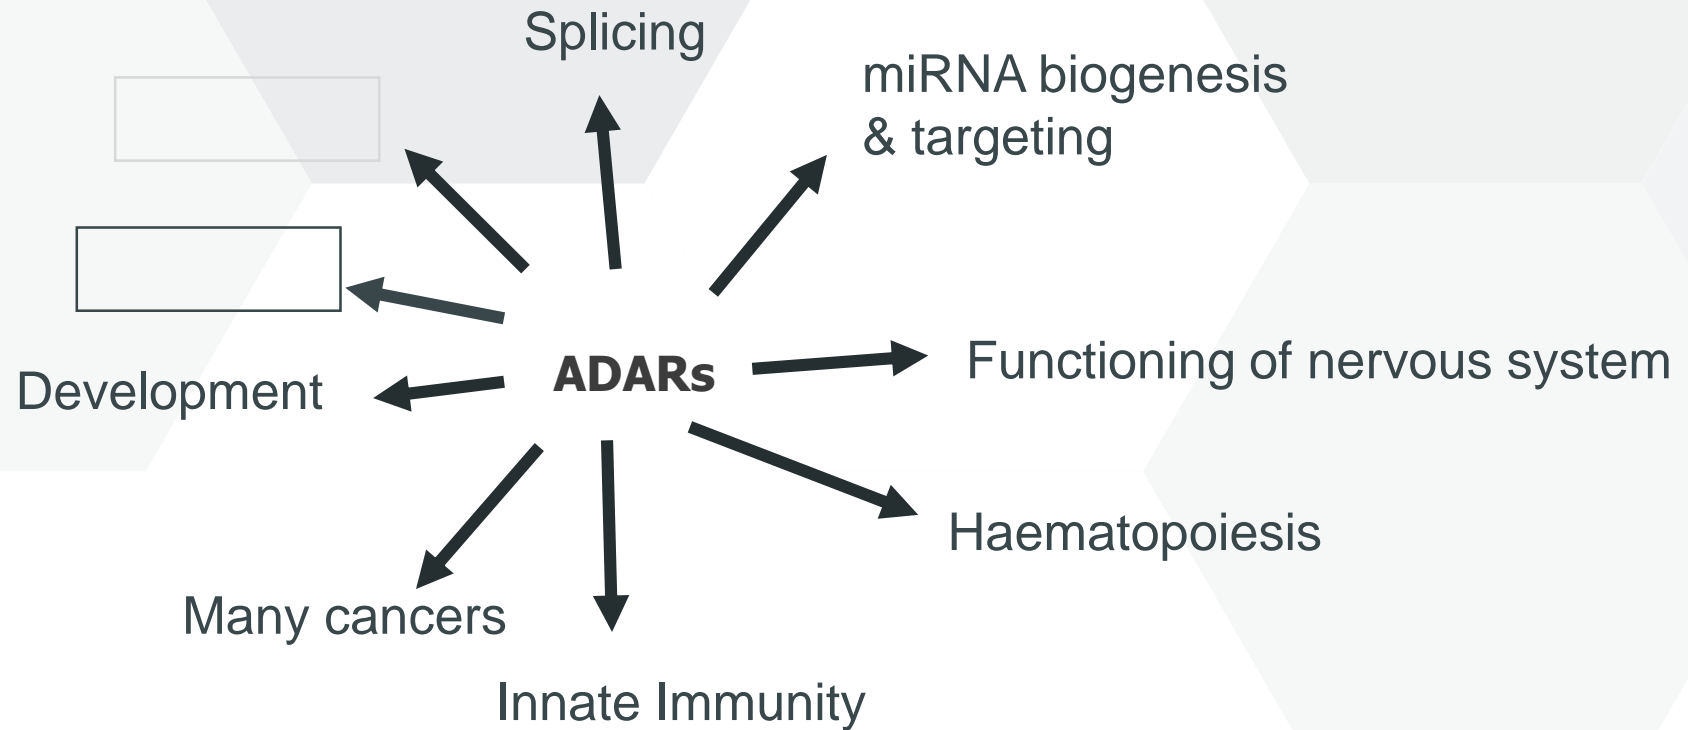 Splicing
miRNA biogenesis
& targeting
ADARs
Functioning of nervous system
Development
Haematopoiesis
Many cancers
Innate Immunity